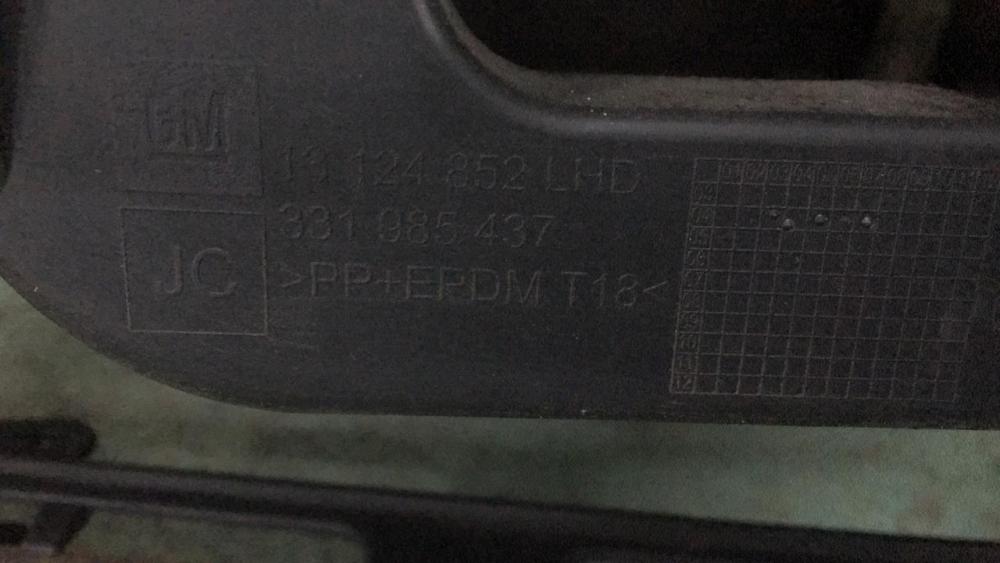 GM
13 124 852 LHD
331 985 437
JC
>PP+EPDM T18<